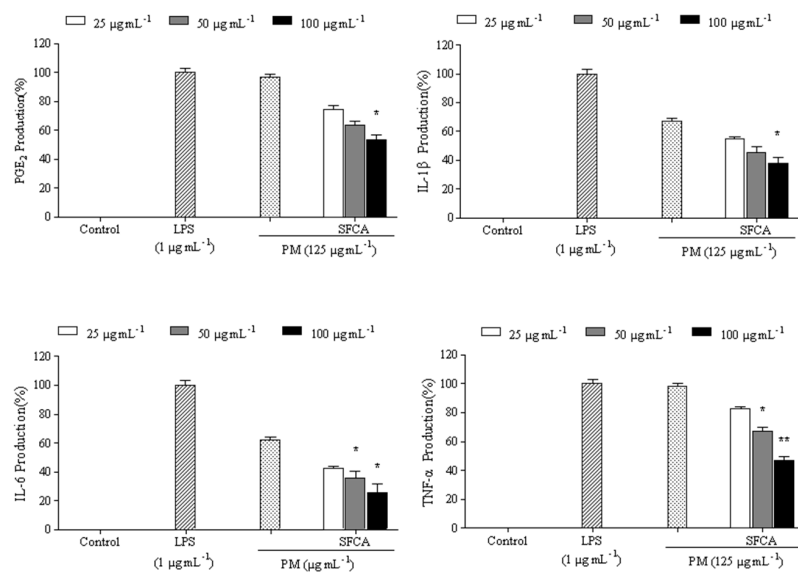 25 µgmL⁻¹ 50 µgmL⁻¹ 100 µgmL⁻¹
PGE₂ Production(%)
120
100
80
60
40
20
0
*
Control LPS SFCA
(1 µgmL⁻¹) PM (125 µgmL⁻¹)
25 µgmL⁻¹ 50 µgmL⁻¹ 100 µgmL⁻¹
IL-1β Production(%)
120
100
80
60
40
20
0
*
Control LPS SFCA
(1 µgmL⁻¹) PM (125 µgmL⁻¹)
25 µgmL⁻¹ 50 µgmL⁻¹ 100 µgmL⁻¹
IL-6 Production(%)
120
100
80
60
40
20
0
* *
Control LPS SFCA
(1 µgmL⁻¹) PM (µgmL⁻¹)
25 µgmL⁻¹ 50 µgmL⁻¹ 100 µgmL⁻¹
TNF-α Production(%)
120
100
80
60
40
20
0
* **
Control LPS SFCA
(1 µgmL⁻¹) PM (125 µgmL⁻¹)